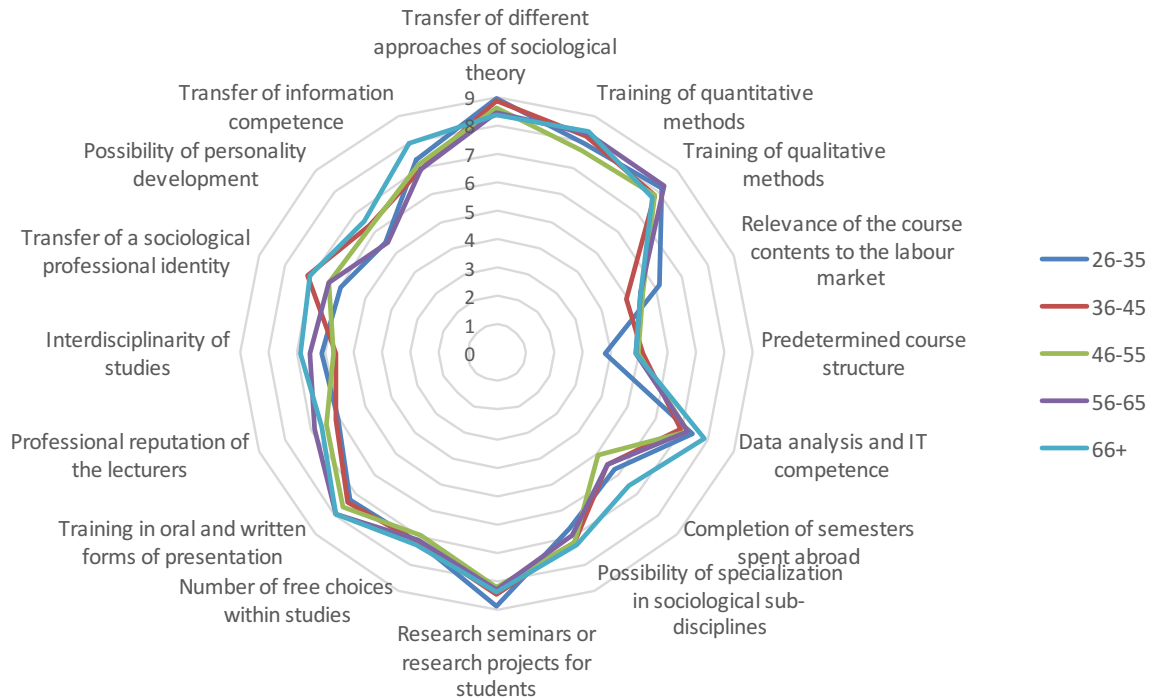 Transfer of different
approaches of sociological
theory
Training of quantitative
methods
Training of qualitative
methods
Relevance of the course
contents to the labour
market
Predetermined course
structure
Data analysis and IT
competence
Completion of semesters
spent abroad
Possibility of specialization
in sociological sub-
disciplines
Research seminars or
research projects for
students
Number of free choices
within studies
Training in oral and written
forms of presentation
Professional reputation of
the lecturers
Interdisciplinarity of
studies
Transfer of a sociological
professional identity
Possibility of personality
development
Transfer of information
competence
9
8
7
6
5
4
3
2
1
0
26-35
36-45
46-55
56-65
66+